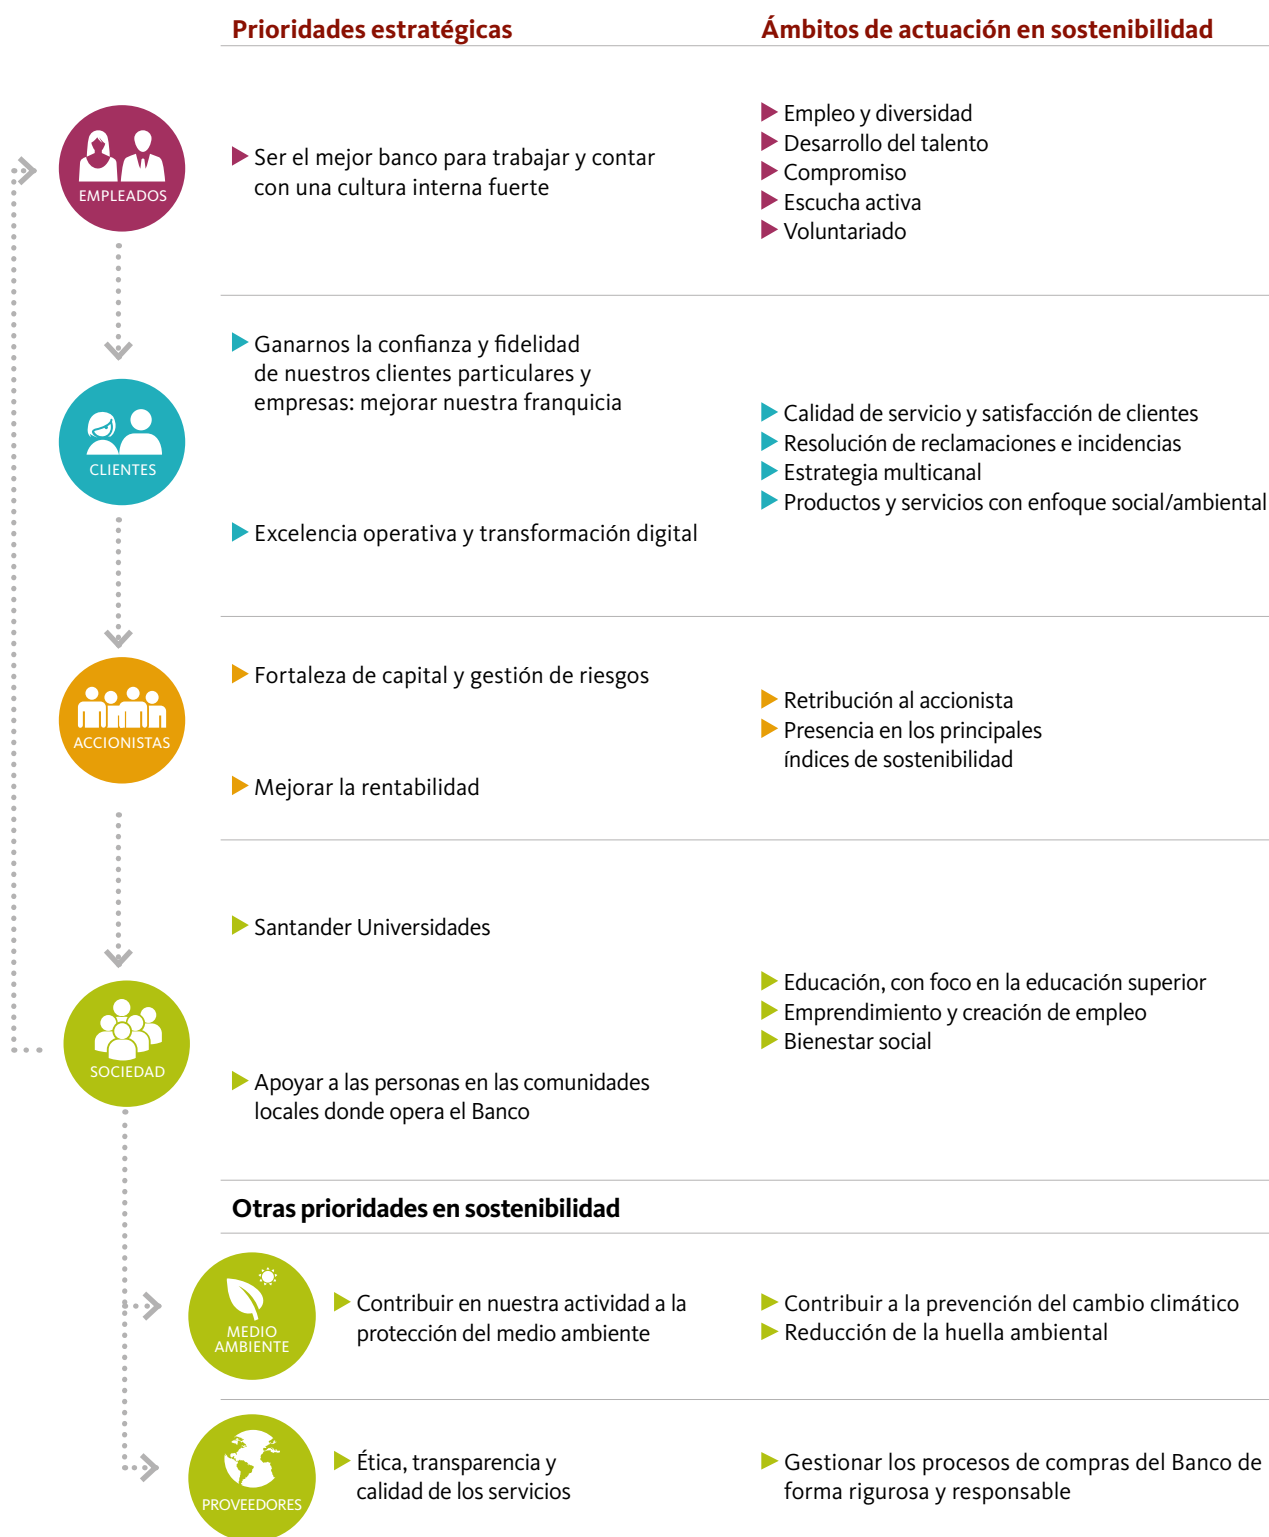 Prioridades estratégicas
Ámbitos de actuación en sostenibilidad
EMPLEADOS
Ser el mejor banco para trabajar y contar
con una cultura interna fuerte
Empleo y diversidad
Desarrollo del talento
Compromiso
Escucha activa
Voluntariado
CLIENTES
Ganarnos la confianza y fidelidad
de nuestros clientes particulares y
empresas: mejorar nuestra franquicia
Excelencia operativa y transformación digital
Calidad de servicio y satisfacción de clientes
Resolución de reclamaciones e incidencias
Estrategia multicanal
Productos y servicios con enfoque social/ambiental
ACCIONISTAS
Fortaleza de capital y gestión de riesgos
Mejorar la rentabilidad
Retribución al accionista
Presencia en los principales
índices de sostenibilidad
SOCIEDAD
Santander Universidades
Apoyar a las personas en las comunidades
locales donde opera el Banco
Educación, con foco en la educación superior
Emprendimiento y creación de empleo
Bienestar social
Otras prioridades en sostenibilidad
MEDIO
AMBIENTE
Contribuir en nuestra actividad a la
protección del medio ambiente
Contribuir a la prevención del cambio climático
Reducción de la huella ambiental
PROVEEDORES
Ética, transparencia y
calidad de los servicios
Gestionar los procesos de compras del Banco de
forma rigurosa y responsable